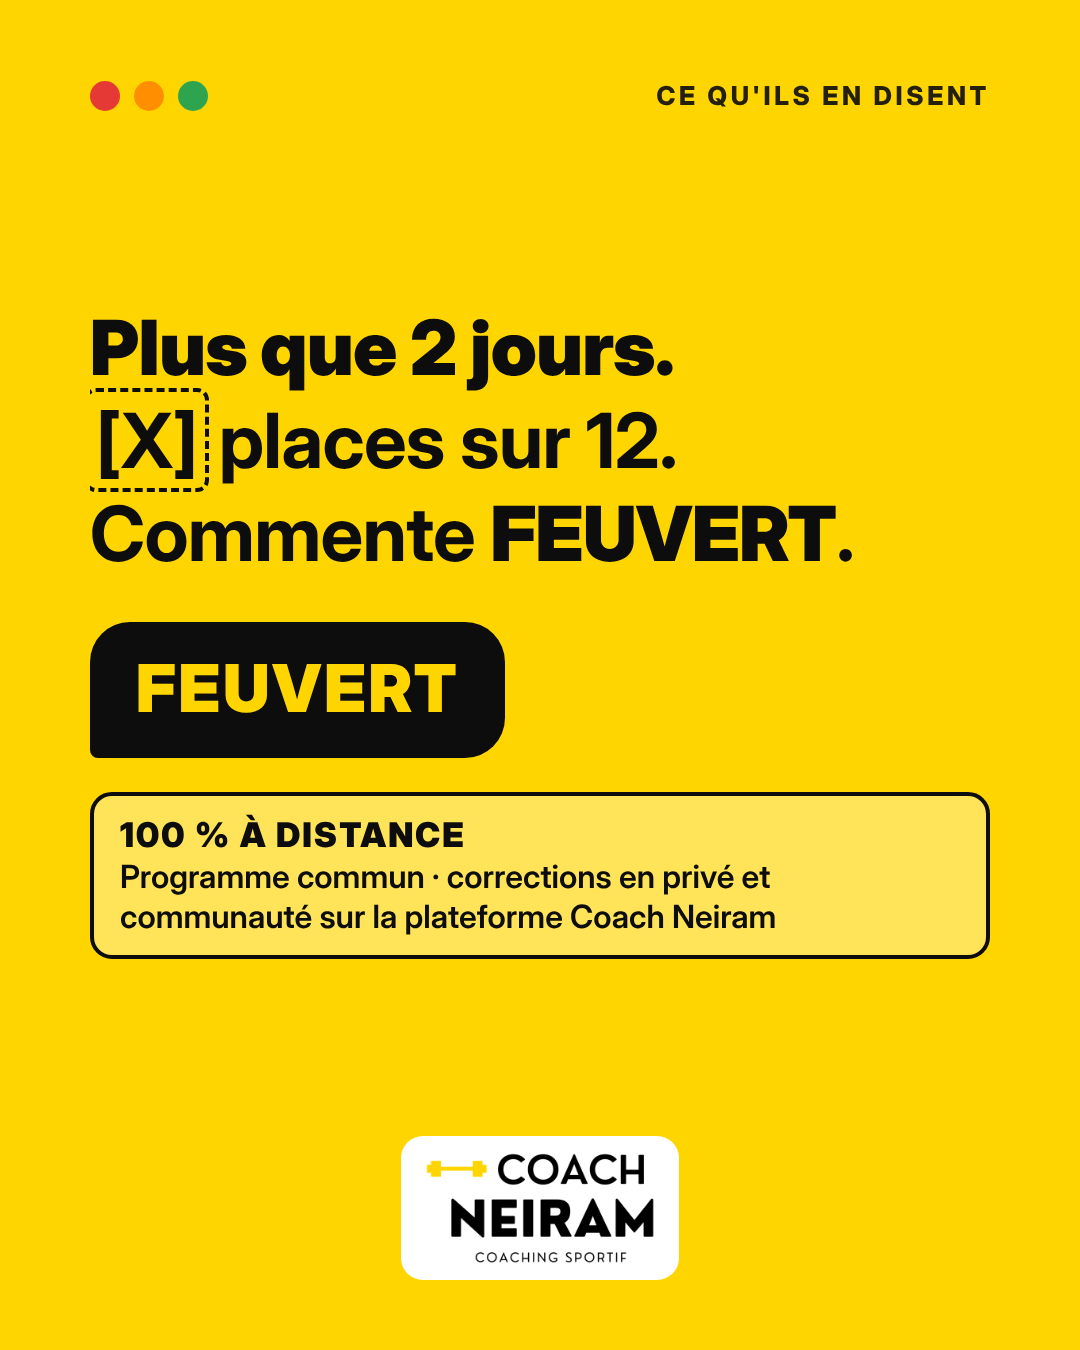 CE QU'ILS EN DISENT
Plus que 2 jours.
[X] places sur 12.
Commente FEUVERT.
FEUVERT
100 % À DISTANCE
Programme commun · corrections en privé et
communauté sur la plateforme Coach Neiram
COACH
NEIRAM
COACHING SPORTIF